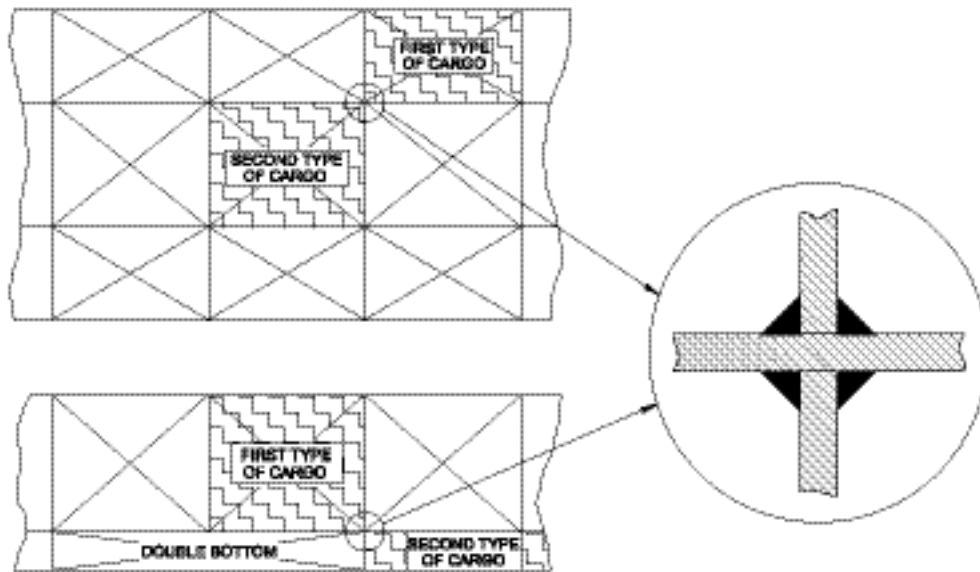 FIRST TYPE
OF CARGO
SECOND TYPE
OF CARGO
FIRST TYPE
OF CARGO
DOUBLE BOTTOM
SECOND TYPE
OF CARGO